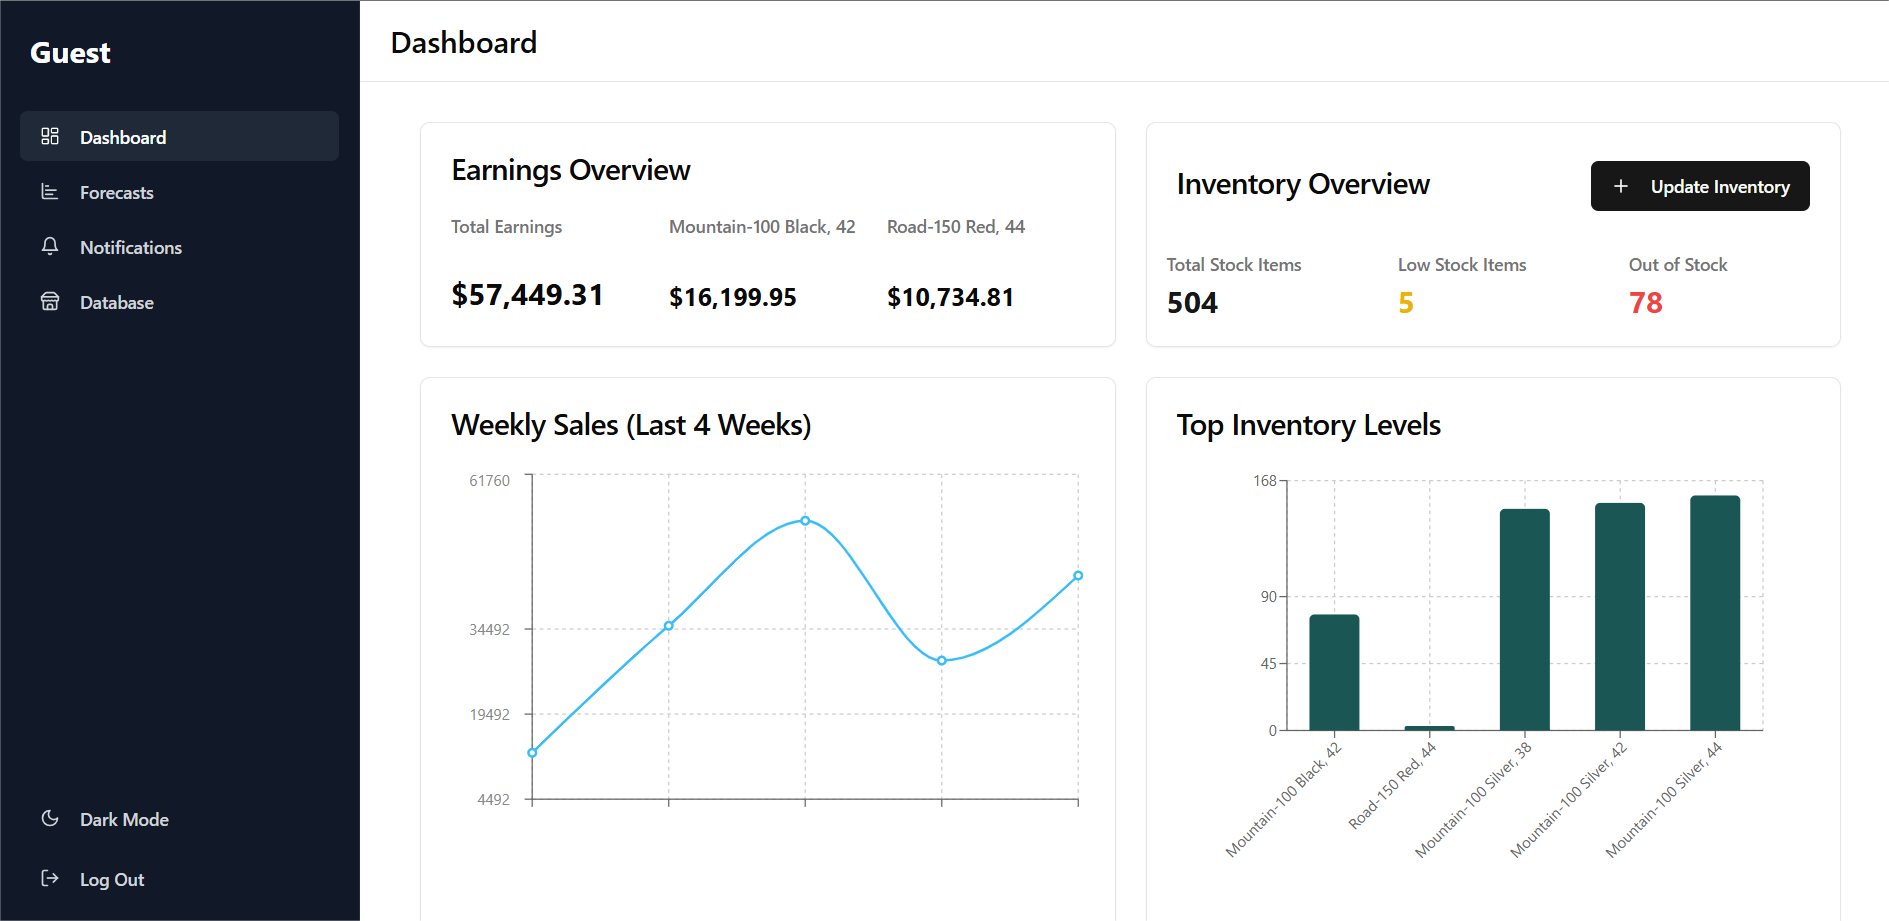 Guest
Dashboard
Forecasts
Notifications
Database
Dark Mode
Log Out
Dashboard
Earnings Overview
Total Earnings
$57,449.31
Mountain-100 Black, 42
$16,199.95
Road-150 Red, 44
$10,734.81
Inventory Overview
+ Update Inventory
Total Stock Items
504
Low Stock Items
5
Out of Stock
78
Weekly Sales (Last 4 Weeks)
61760
34492
19492
4492
Top Inventory Levels
168
90
45
0
Mountain-100 Black, 42
Road-150 Red, 44
Mountain-100 Silver, 38
Mountain-100 Silver, 42
Mountain-100 Silver, 44